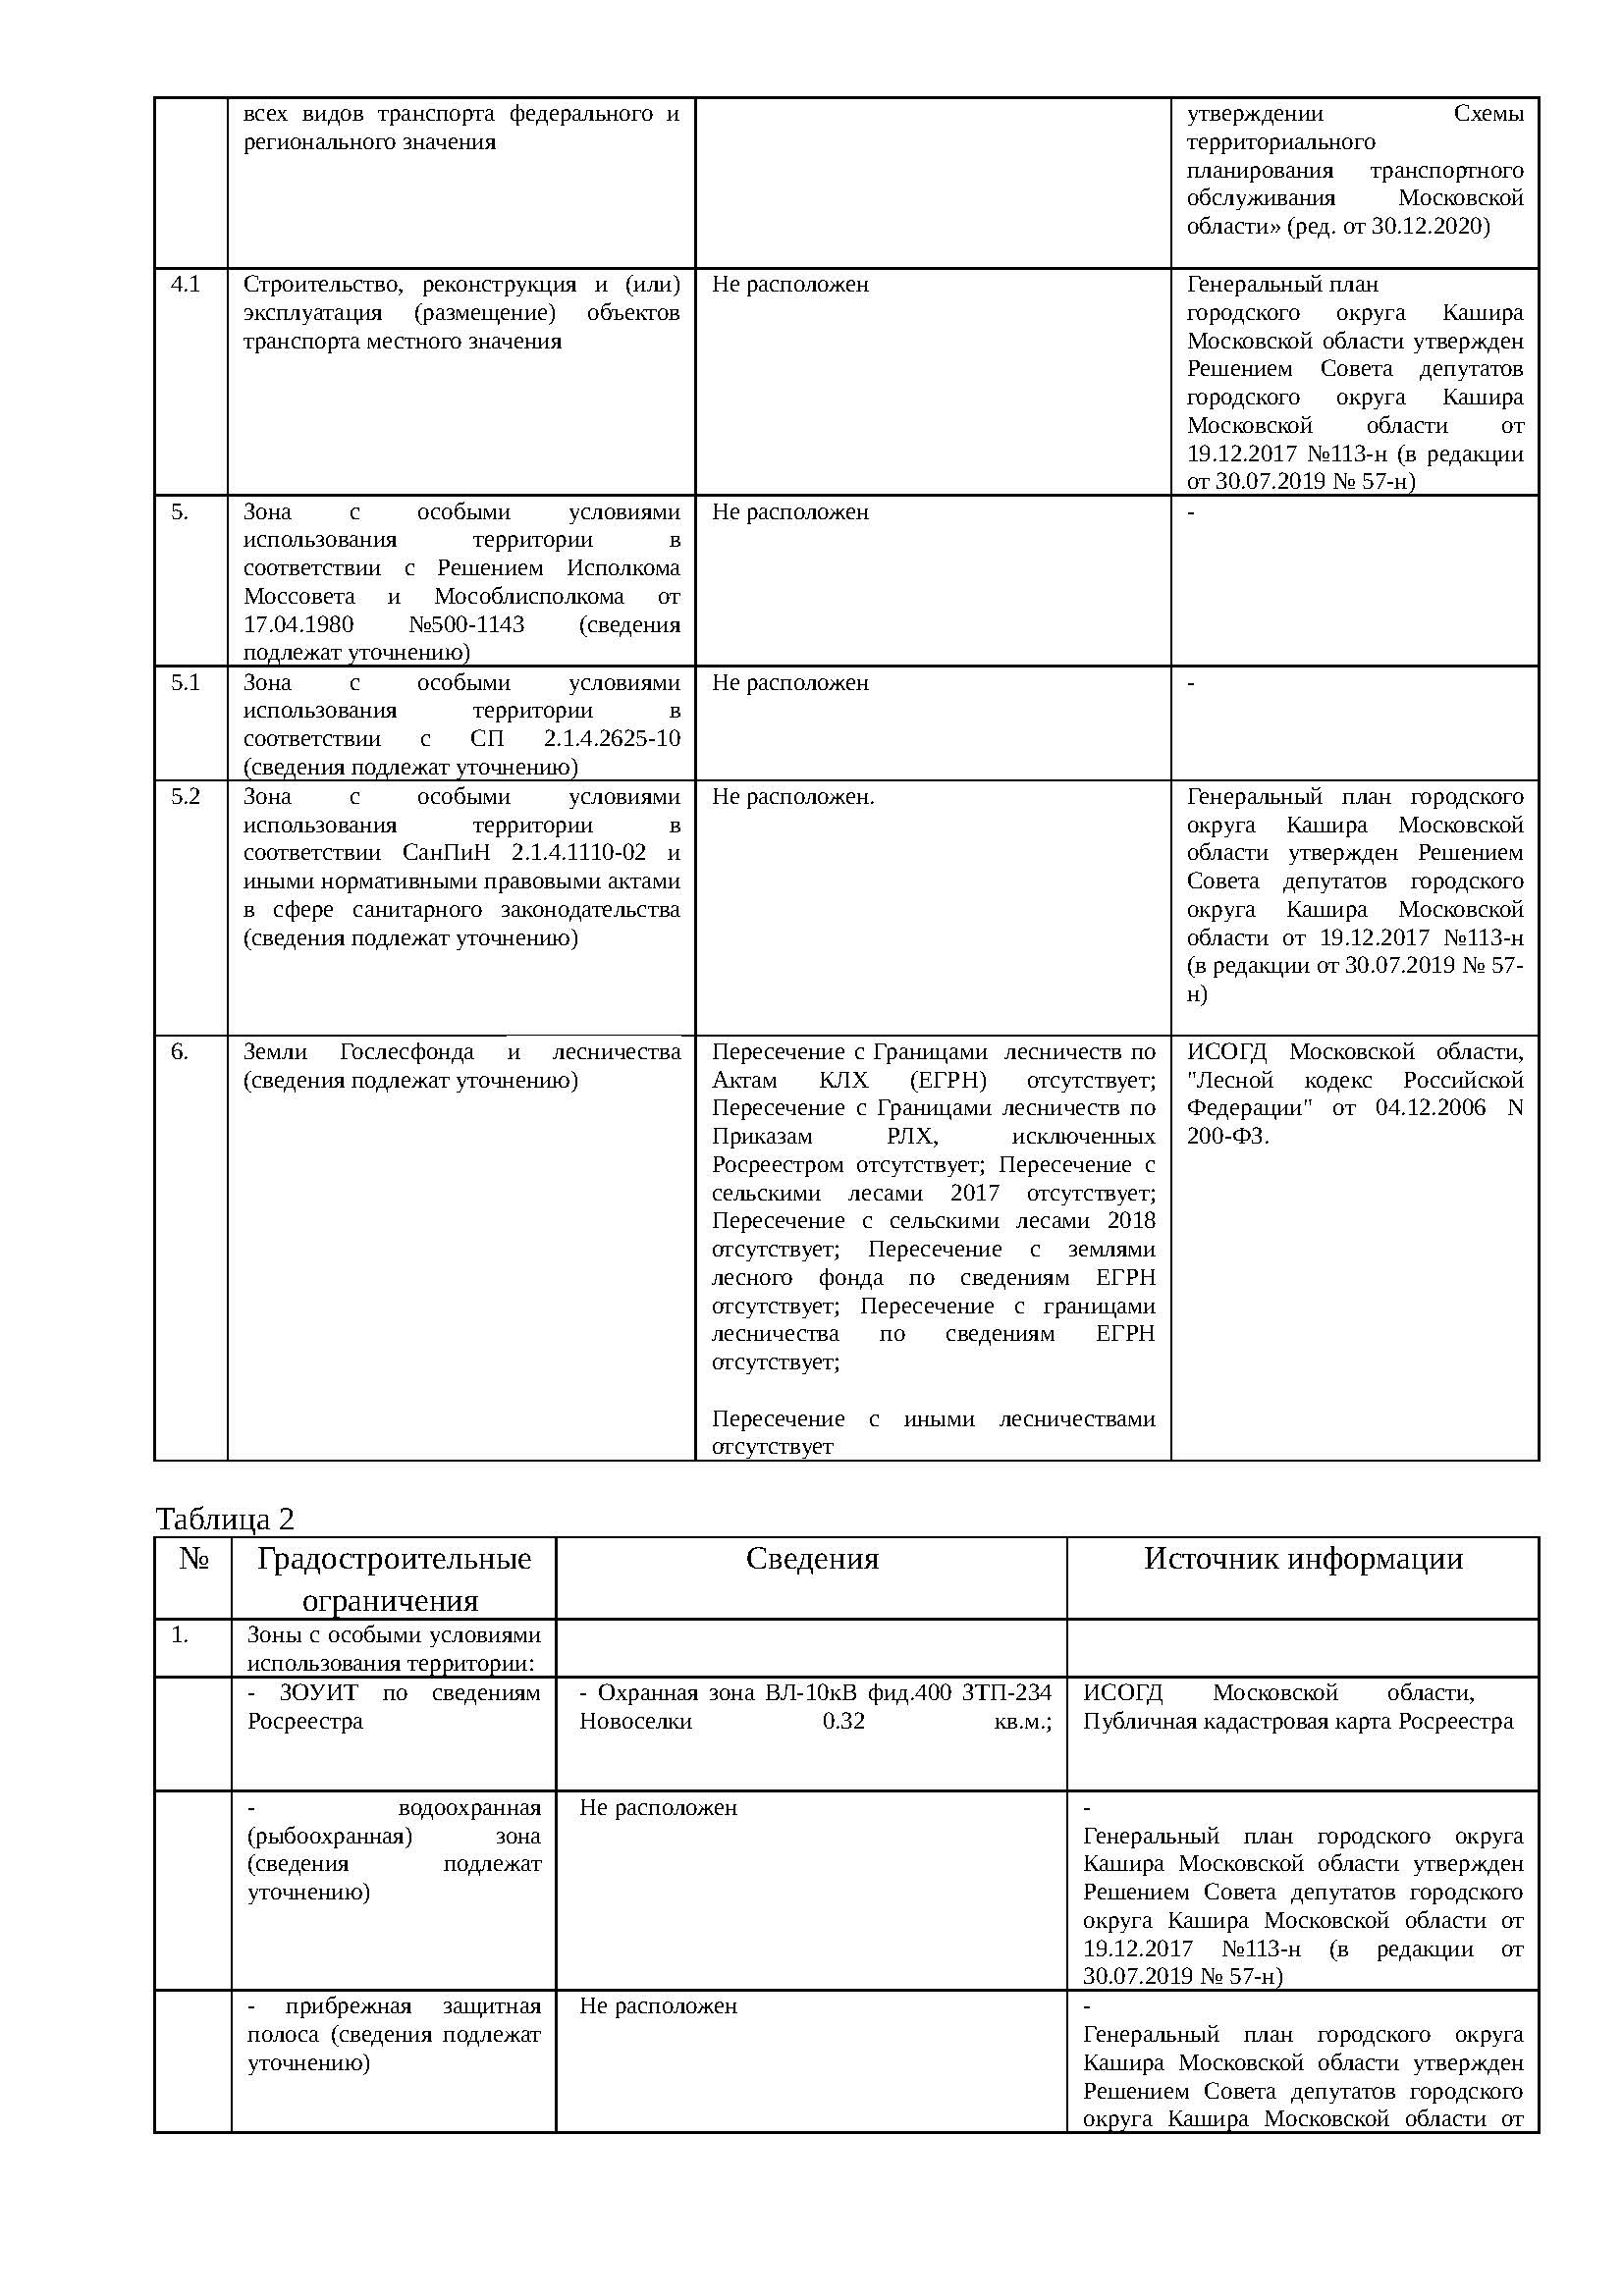 всех видов транспорта федерального и
регионального значения
утверждении Схемы
территориального
планирования транспортного
обслуживания Московской
области» (ред. от 30.12.2020)
4.1
Строительство, реконструкция и (или)
эксплуатация (размещение) объектов
транспорта местного значения
Не расположен
Генеральный план
городского округа Кашира
Московской области утвержден
Решением Совета депутатов
городского округа Кашира
Московской области от
19.12.2017 №113-н (в редакции
от 30.07.2019 № 57-н)
5.
Зона с особыми условиями
использования территории в
соответствии с Решением Исполкома
Моссовета и Мособлисполкома от
17.04.1980 №500-1143 (сведения
подлежат уточнению)
Не расположен
-
5.1
Зона с особыми условиями
использования территории в
соответствии с СП 2.1.4.2625-10
(сведения подлежат уточнению)
Не расположен
-
5.2
Зона с особыми условиями
использования территории в
соответствии СанПиН 2.1.4.1110-02 и
иными нормативными правовыми актами
в сфере санитарного законодательства
(сведения подлежат уточнению)
Не расположен.
Генеральный план городского
округа Кашира Московской
области утвержден Решением
Совета депутатов городского
округа Кашира Московской
области от 19.12.2017 №113-н
(в редакции от 30.07.2019 № 57-
н)
6.
Земли Гослесфонда и лесничества
(сведения подлежат уточнению)
Пересечение с Границами лесничеств по
Актам КЛХ (ЕГРН) отсутствует;
Пересечение с Границами лесничеств по
Приказам РЛХ, исключенных
Росреестром отсутствует; Пересечение с
сельскими лесами 2017 отсутствует;
Пересечение с сельскими лесами 2018
отсутствует; Пересечение с землями
лесного фонда по сведениям ЕГРН
отсутствует; Пересечение с границами
лесничества по сведениям ЕГРН
отсутствует;
Пересечение с иными лесничествами
отсутствует
ИСОГД Московской области,
"Лесной кодекс Российской
Федерации" от 04.12.2006 N
200-ФЗ.
Таблица 2
№
Градостроительные
ограничения
Сведения
Источник информации
1.
Зоны с особыми условиями
использования территории:
- ЗОУИТ по сведениям
Росреестра
- Охранная зона ВЛ-10кВ фид.400 ЗТП-234
Новоселки 0.32 кв.м.;
ИСОГД Московской области,
Публичная кадастровая карта Росреестра
- водоохранная
(рыбоохранная) зона
(сведения подлежат
уточнению)
Не расположен
-
Генеральный план городского округа
Кашира Московской области утвержден
Решением Совета депутатов городского
округа Кашира Московской области от
19.12.2017 №113-н (в редакции от
30.07.2019 № 57-н)
- прибрежная защитная
полоса (сведения подлежат
уточнению)
Не расположен
-
Генеральный план городского округа
Кашира Московской области утвержден
Решением Совета депутатов городского
округа Кашира Московской области от